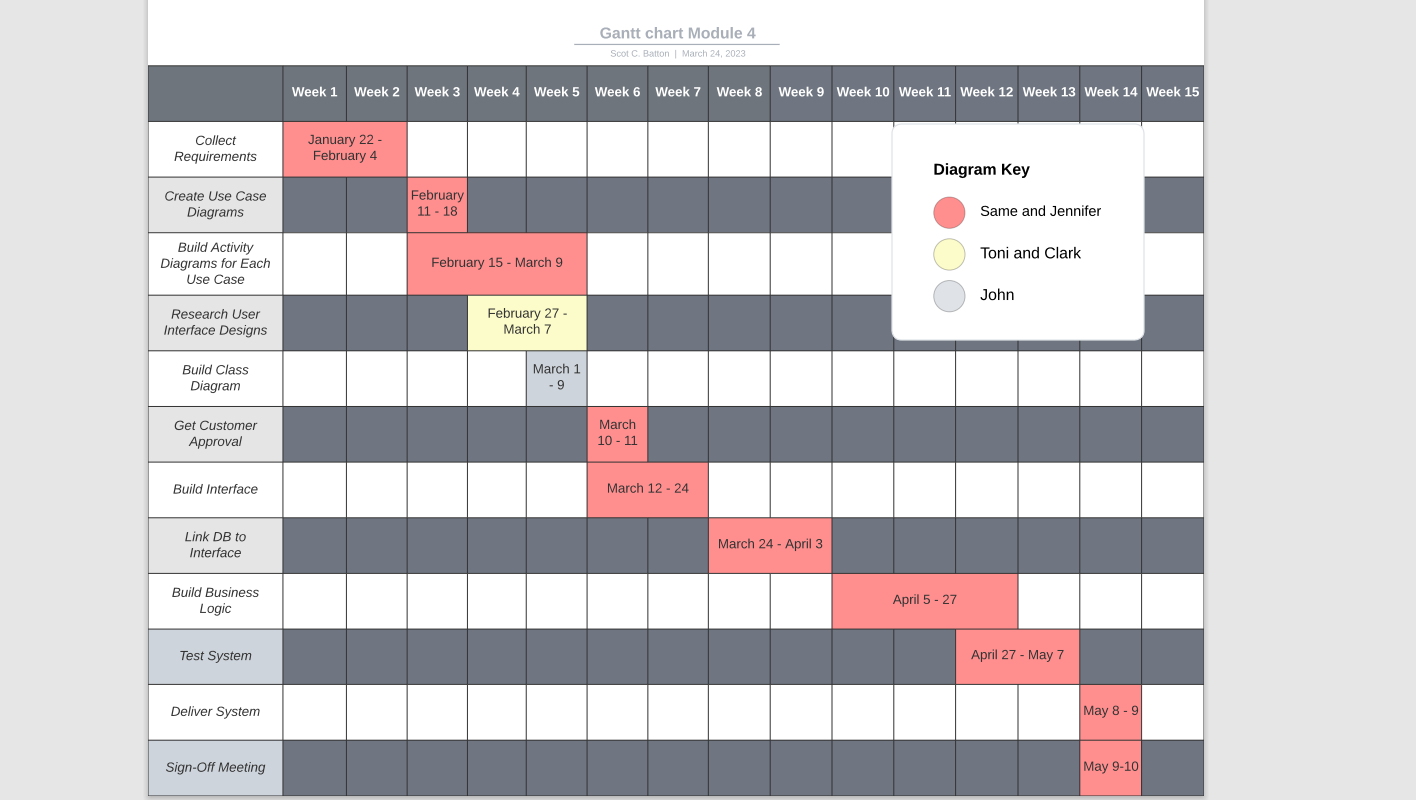 Gantt chart Module 4
Scot C. Batton | March 24, 2023
Week 1 Week 2 Week 3 Week 4 Week 5 Week 6 Week 7 Week 8 Week 9 Week 10 Week 11 Week 12 Week 13 Week 14 Week 15
Collect
Requirements
January 22 -
February 4
Create Use Case
Diagrams
February
11 - 18
Build Activity
Diagrams for Each
Use Case
February 15 - March 9
Research User
Interface Designs
February 27 -
March 7
Build Class
Diagram
March 1
- 9
Get Customer
Approval
March
10 - 11
Build Interface
March 12 - 24
Link DB to
Interface
March 24 - April 3
Build Business
Logic
April 5 - 27
Test System
April 27 - May 7
Deliver System
May 8 - 9
Sign-Off Meeting
May 9-10
Diagram Key
Same and Jennifer
Toni and Clark
John